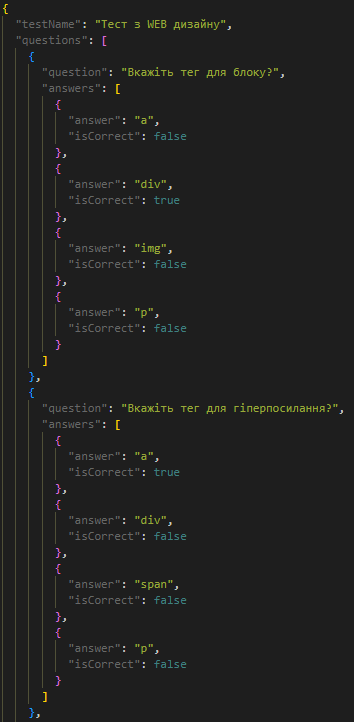 {
"testName": "Тест з WEB дизайну",
"questions": [
{
"question": "Вкажіть тег для блоку?",
"answers": [
{
"answer": "a",
"isCorrect": false
},
{
"answer": "div",
"isCorrect": true
},
{
"answer": "img",
"isCorrect": false
},
{
"answer": "p",
"isCorrect": false
}
]
},
{
"question": "Вкажіть тег для гіперпосилання?",
"answers": [
{
"answer": "a",
"isCorrect": true
},
{
"answer": "div",
"isCorrect": false
},
{
"answer": "span",
"isCorrect": false
},
{
"answer": "p",
"isCorrect": false
}
]
},